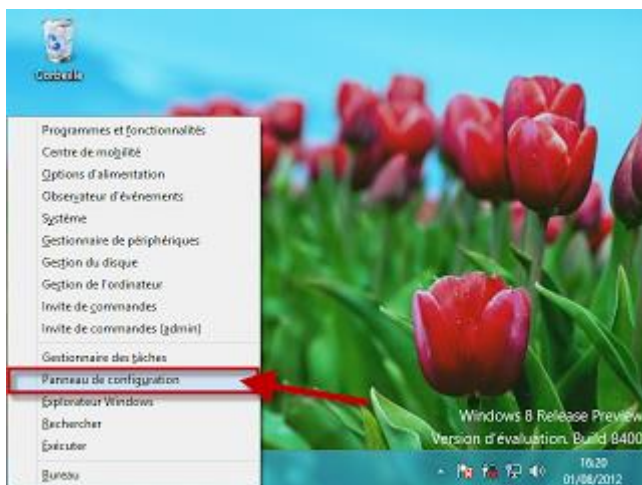 Corbeille
Programmes et fonctionnalités
Centre de mobilité
Options d'alimentation
Observateur d'événements
Système
Gestionnaire de périphériques
Gestion du disque
Gestion de l'ordinateur
Invite de commandes
Invite de commandes (admin)
Gestionnaire des tâches
Panneau de configuration
Explorateur Windows
Rechercher
Exécuter
Bureau
Windows 8 Release Preview
Version d'évaluation. Build 8400
16:20
01/08/2012